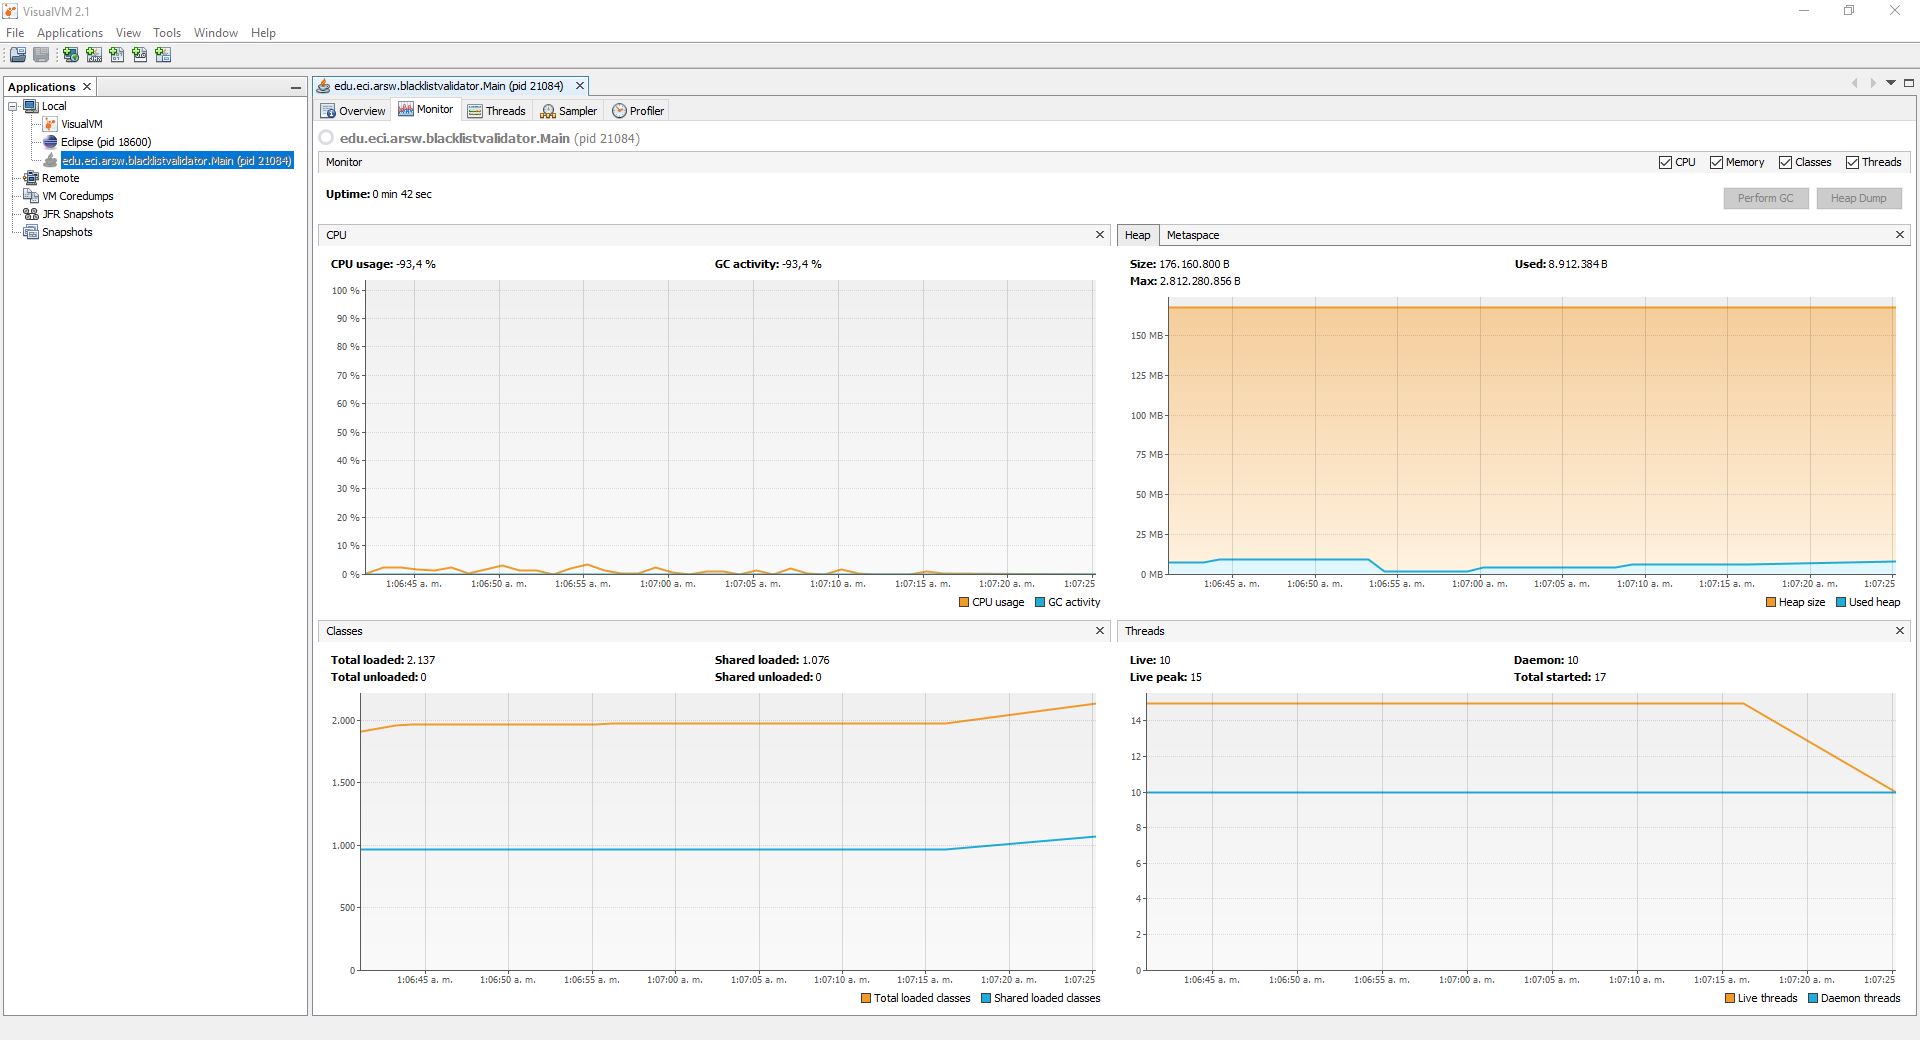 VisualVM 2.1
File Applications View Tools Window Help
Applications
Local
VisualVM
Eclipse (pid 18600)
edu.eci.arsw.blacklistvalidator.Main (pid 21084)
Remote
VM Coredumps
JFR Snapshots
Snapshots
edu.eci.arsw.blacklistvalidator.Main (pid 21084)
Overview Monitor Threads Sampler Profiler
edu.eci.arsw.blacklistvalidator.Main (pid 21084)
Monitor CPU Memory Classes Threads
Uptime: 0 min 42 sec
Perform GC Heap Dump
CPU
CPU usage: -93,4 % GC activity: -93,4 %
100 %
90 %
80 %
70 %
60 %
50 %
40 %
30 %
20 %
10 %
0 %
1:06:45 a. m. 1:06:50 a. m. 1:06:55 a. m. 1:07:00 a. m. 1:07:05 a. m. 1:07:10 a. m. 1:07:15 a. m. 1:07:20 a. m. 1:07:25
CPU usage GC activity
Heap Metaspace
Size: 176.160.800 B Used: 8.912.384 B
Max: 2.812.280.856 B
150 MB
125 MB
100 MB
75 MB
50 MB
25 MB
0 MB
1:06:45 a. m. 1:06:50 a. m. 1:06:55 a. m. 1:07:00 a. m. 1:07:05 a. m. 1:07:10 a. m. 1:07:15 a. m. 1:07:20 a. m. 1:07:25
Heap size Used heap
Classes
Total loaded: 2.137 Shared loaded: 1.076
Total unloaded: 0 Shared unloaded: 0
2.000
1.500
1.000
500
0
1:06:45 a. m. 1:06:50 a. m. 1:06:55 a. m. 1:07:00 a. m. 1:07:05 a. m. 1:07:10 a. m. 1:07:15 a. m. 1:07:20 a. m. 1:07:25
Total loaded classes Shared loaded classes
Threads
Live: 10 Daemon: 10
Live peak: 15 Total started: 17
14
12
10
8
6
4
2
0
1:06:45 a. m. 1:06:50 a. m. 1:06:55 a. m. 1:07:00 a. m. 1:07:05 a. m. 1:07:10 a. m. 1:07:15 a. m. 1:07:20 a. m. 1:07:25
Live threads Daemon threads